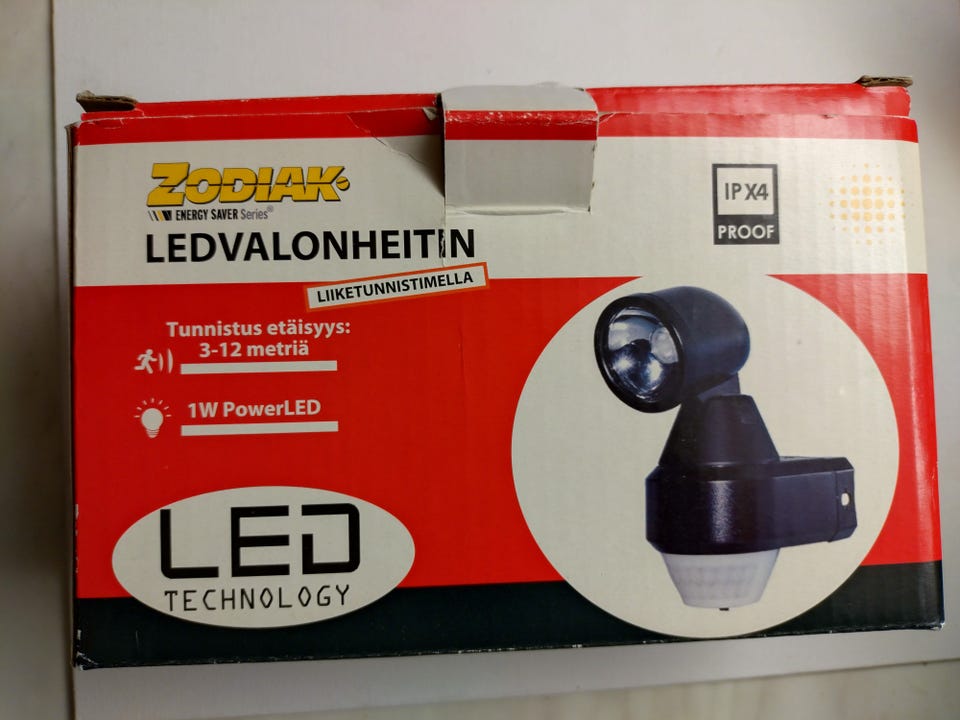 ZODIAK
ENERGY SAVER Series®
LEDVALONHEITIN
LIIKETUNNISTIMELLA
IP X4
PROOF
Tunnistus etäisyys:
3-12 metriä
1W PowerLED
LED
TECHNOLOGY